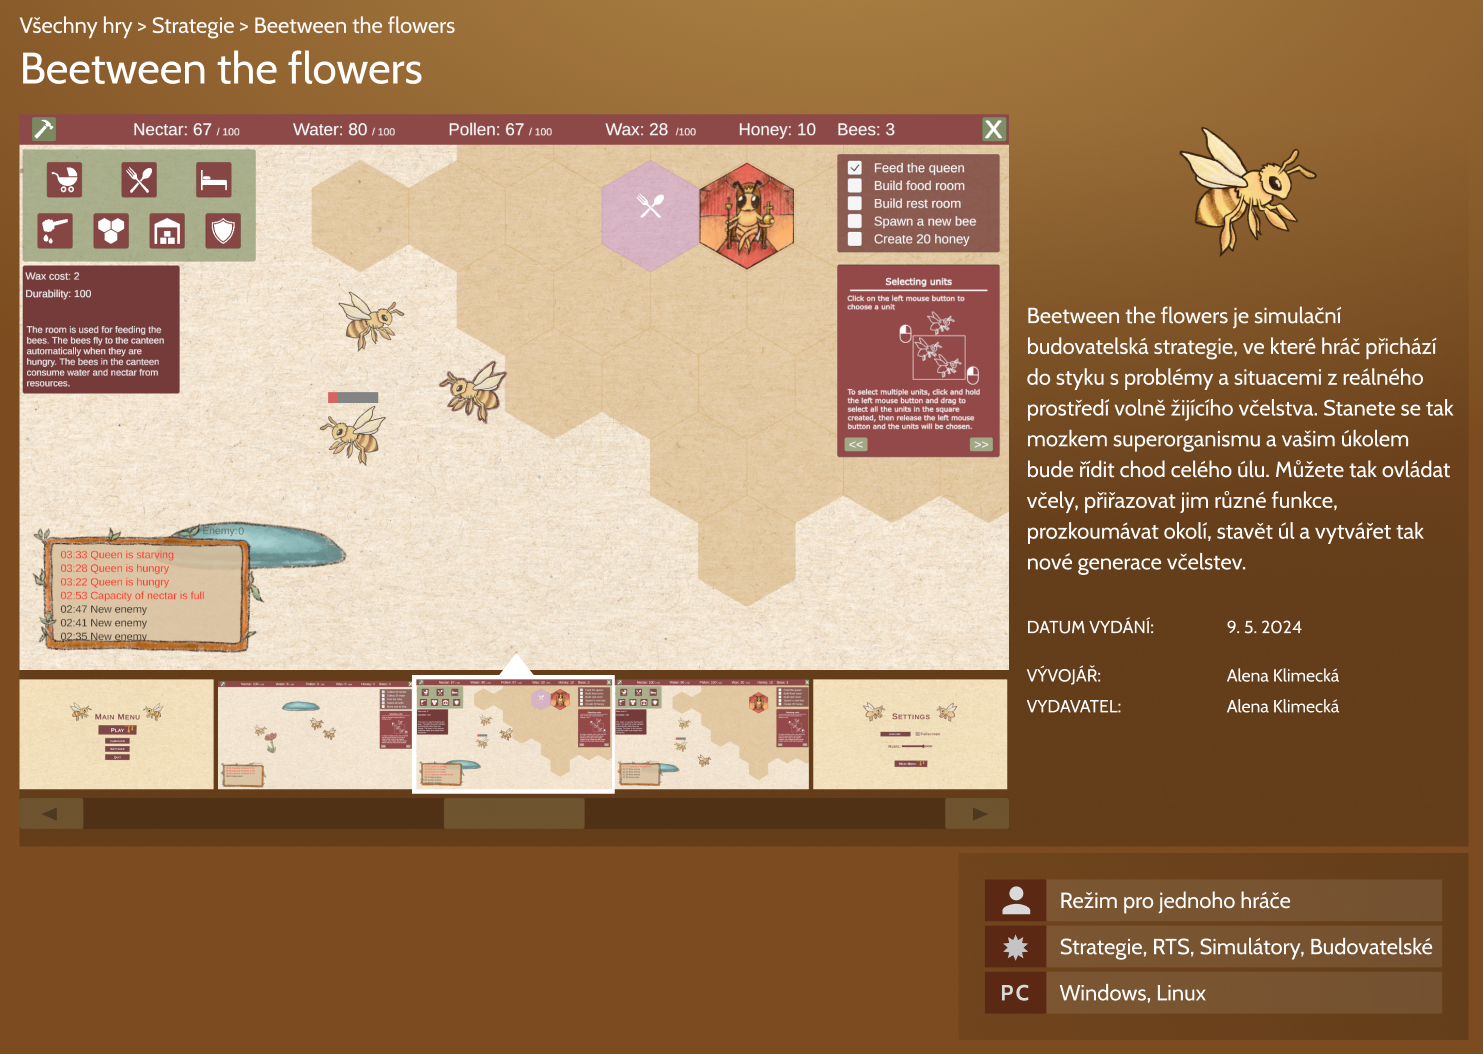 Všechny hry > Strategie > Beetween the flowers
Beetween the flowers
Nectar: 67 / 100 Water: 80 / 100 Pollen: 67 / 100 Wax: 28 /100 Honey: 10 Bees: 3 X
Feed the queen
Build food room
Build rest room
Spawn a new bee
Create 20 honey
Wax cost: 2
Durability: 100
The room is used for feeding the
bees. The bees fly to the canteen
automatically when they are
hungry. The bees in the canteen
consume water and nectar from
resources.
Selecting units
Click on the left mouse button to
choose a unit
To select multiple units, click and hold
the left mouse button and drag to
select all the units in the square
created, then release the left mouse
button and the units will be chosen.
<< >>
Enemy:0
03:33 Queen is starving
03:28 Queen is hungry
03:22 Queen is hungry
02:53 Capacity of nectar is full
02:47 New enemy
02:41 New enemy
02:35 New enemy
Main Menu
Play
Settings
Quit
Settings
Fullscreen
Music
Main Menu
Beetween the flowers je simulační
budovatelská strategie, ve které hráč přichází
do styku s problémy a situacemi z reálného
prostředí volně žijícího včelstva. Stanete se tak
mozkem superorganismu a vašim úkolem
bude řídit chod celého úlu. Můžete tak ovládat
včely, přiřazovat jim různé funkce,
prozkoumávat okolí, stavět úl a vytvářet tak
nové generace včelstev.
DATUM VYDÁNÍ: 9. 5. 2024
VÝVOJÁŘ: Alena Klimecká
VYDAVATEL: Alena Klimecká
Režim pro jednoho hráče
Strategie, RTS, Simulátory, Budovatelské
PC Windows, Linux